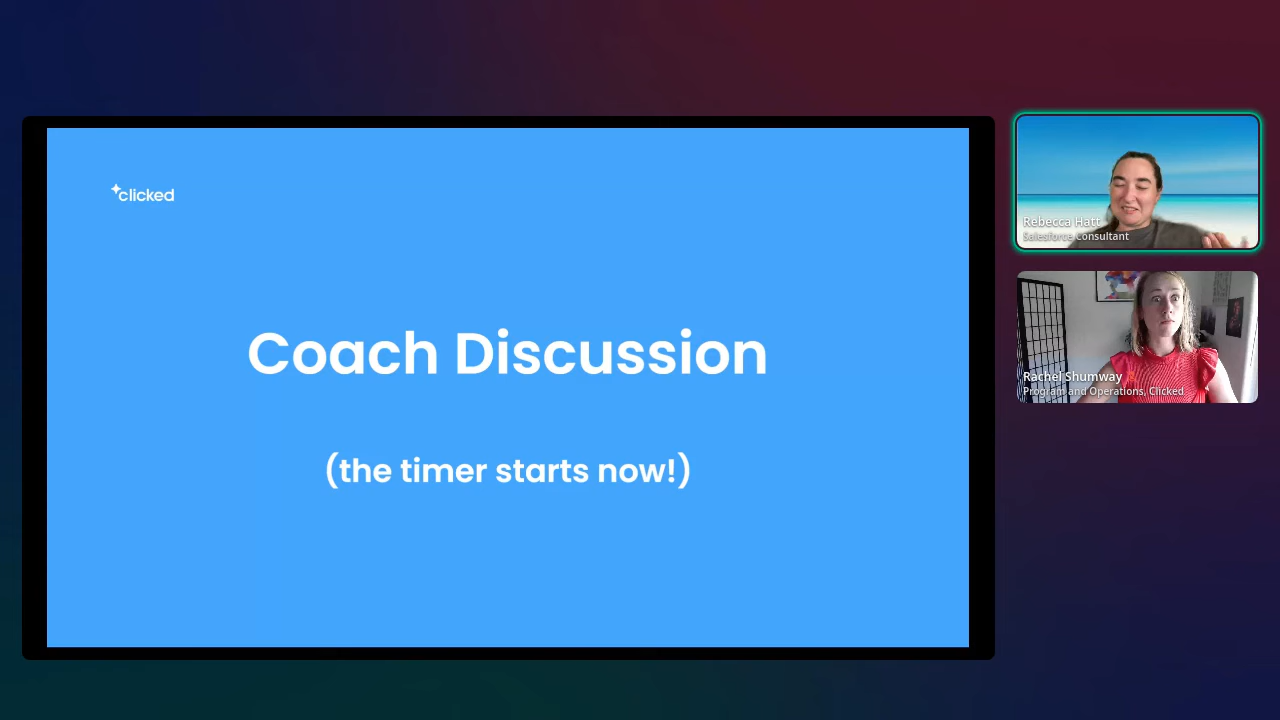 clicked
Coach Discussion
(the timer starts now!)
Rebecca Hatt
Salesforce Consultant
Rachel Shumway
Program and Operations, Clicked